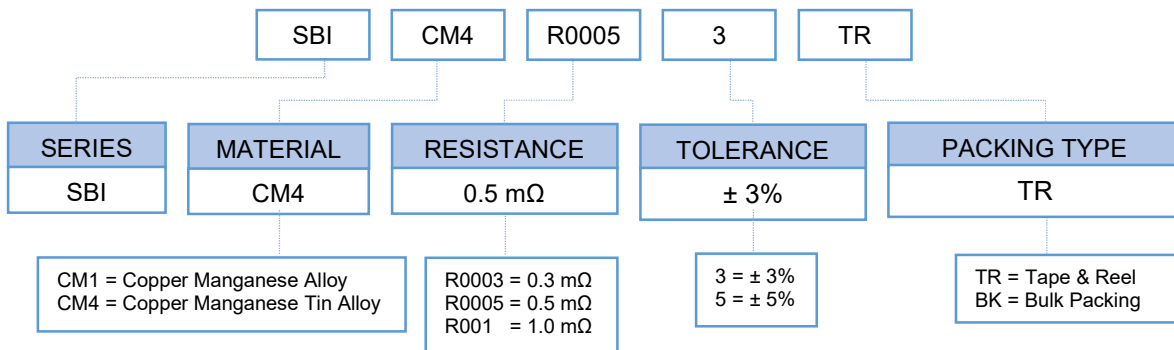 SBI CM4 R0005 3 TR
SERIES MATERIAL RESISTANCE TOLERANCE PACKING TYPE
SBI CM4 0.5 mΩ ± 3% TR
CM1 = Copper Manganese Alloy
CM4 = Copper Manganese Tin Alloy
R0003 = 0.3 mΩ
R0005 = 0.5 mΩ
R001 = 1.0 mΩ
3 = ± 3%
5 = ± 5%
TR = Tape & Reel
BK = Bulk Packing